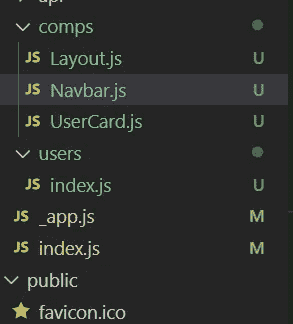 comps
JS Layout.js U
JS Navbar.js U
JS UserCard.js U
users
JS index.js U
JS _app.js M
JS index.js M
public
favicon.ico